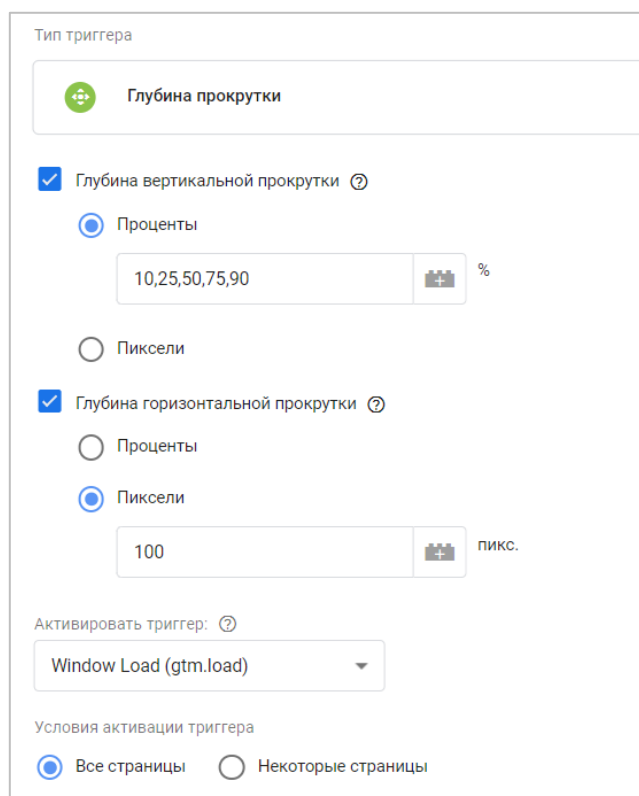 Тип триггера
Глубина прокрутки
Глубина вертикальной прокрутки
Проценты
10,25,50,75,90 %
Пиксели
Глубина горизонтальной прокрутки
Проценты
Пиксели
100 пикс.
Активировать триггер:
Window Load (gtm.load)
Условия активации триггера
Все страницы Некоторые страницы